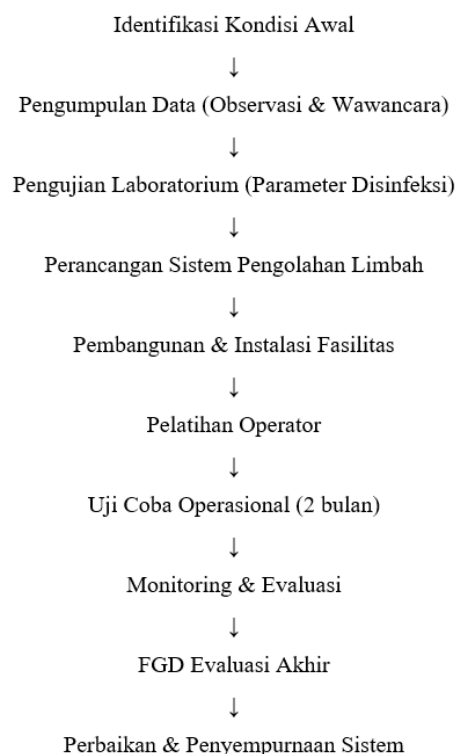 Identifikasi Kondisi Awal
↓
Pengumpulan Data (Observasi & Wawancara)
↓
Pengujian Laboratorium (Parameter Disinfeksi)
↓
Perancangan Sistem Pengolahan Limbah
↓
Pembangunan & Instalasi Fasilitas
↓
Pelatihan Operator
↓
Uji Coba Operasional (2 bulan)
↓
Monitoring & Evaluasi
↓
FGD Evaluasi Akhir
↓
Perbaikan & Penyempurnaan Sistem